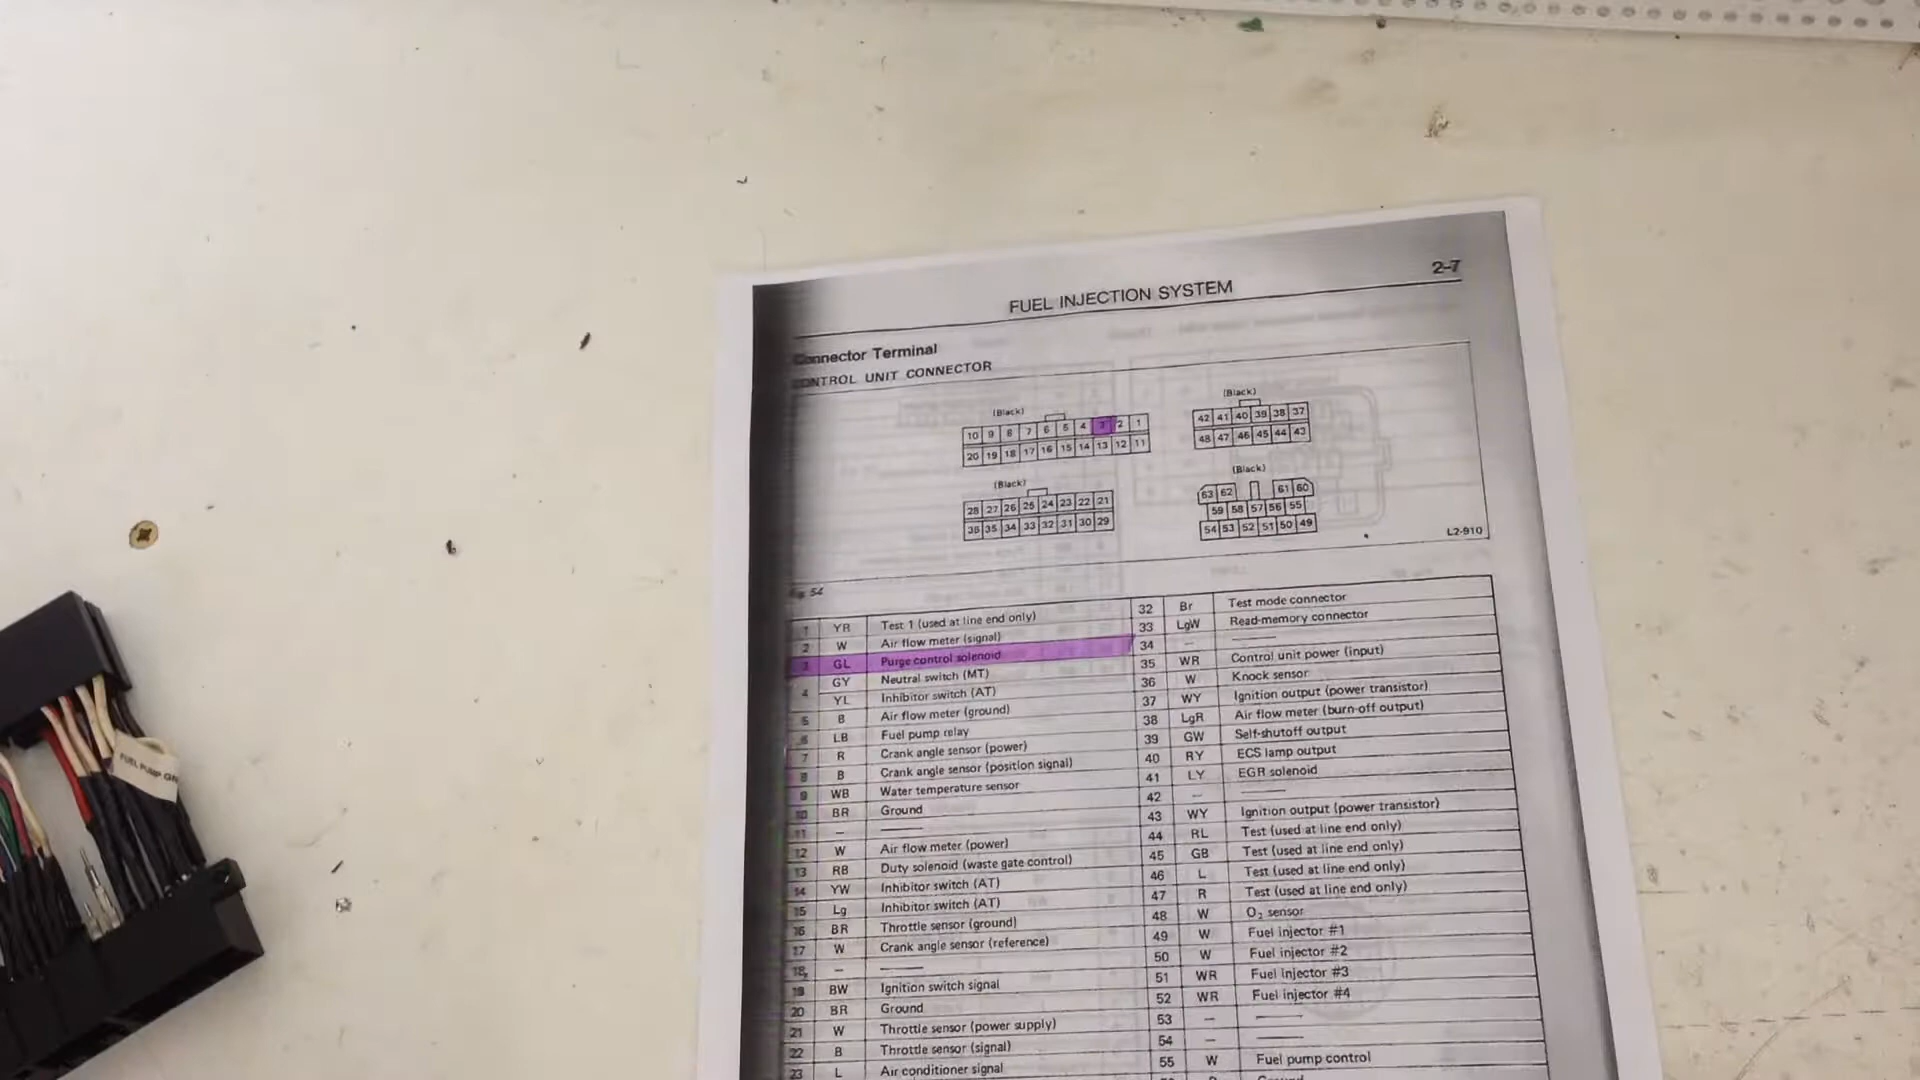 2-7
FUEL INJECTION SYSTEM
Connector Terminal
CONTROL UNIT CONNECTOR
(Black)
10 9 8 7 6 5 4 3 2 1
20 19 18 17 16 15 14 13 12 11
(Black)
42 41 40 39 38 37
48 47 46 45 44 43
(Black)
28 27 26 25 24 23 22 21
36 35 34 33 32 31 30 29
(Black)
63 62 61 60
59 58 57 56 55
54 53 52 51 50 49
L2-910
Fig. 54
1 YR Test 1 (used at line end only)
2 W Air flow meter (signal)
3 GL Purge control solenoid
4 GY Neutral switch (MT)
YL Inhibitor switch (AT)
5 B Air flow meter (ground)
6 LB Fuel pump relay
7 R Crank angle sensor (power)
8 B Crank angle sensor (position signal)
9 WB Water temperature sensor
10 BR Ground
11 — ——
12 W Air flow meter (power)
13 RB Duty solenoid (waste gate control)
14 YW Inhibitor switch (AT)
15 Lg Inhibitor switch (AT)
16 BR Throttle sensor (ground)
17 W Crank angle sensor (reference)
18 — ——
19 BW Ignition switch signal
20 BR Ground
21 W Throttle sensor (power supply)
22 B Throttle sensor (signal)
23 L Air conditioner signal
32 Br Test mode connector
33 LgW Read-memory connector
34 — ——
35 WR Control unit power (input)
36 W Knock sensor
37 WY Ignition output (power transistor)
38 LgR Air flow meter (burn-off output)
39 GW Self-shutoff output
40 RY ECS lamp output
41 LY EGR solenoid
42 — ——
43 WY Ignition output (power transistor)
44 RL Test (used at line end only)
45 GB Test (used at line end only)
46 L Test (used at line end only)
47 R Test (used at line end only)
48 W O₂ sensor
49 W Fuel injector #1
50 W Fuel injector #2
51 WR Fuel injector #3
52 WR Fuel injector #4
53 — ——
54 — ——
55 W Fuel pump control
FUEL PUMP GR